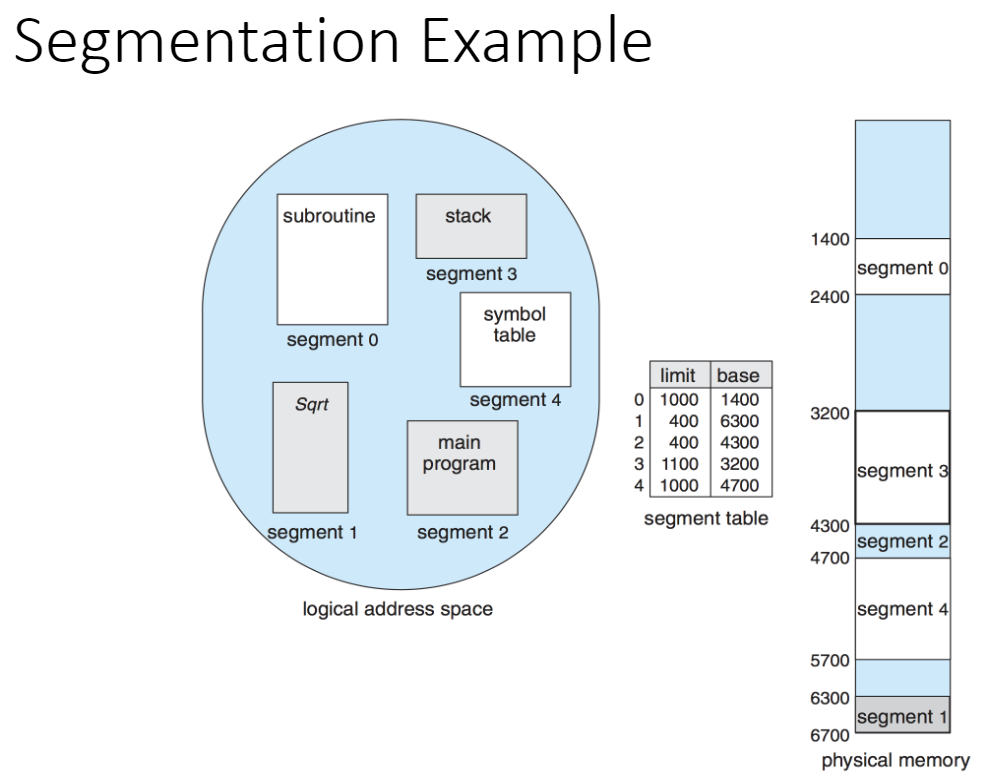 Segmentation Example
subroutine
segment 0
stack
segment 3
symbol
table
segment 4
Sqrt
segment 1
main
program
segment 2
logical address space
limit base
0 1000 1400
1 400 6300
2 400 4300
3 1100 3200
4 1000 4700
segment table
1400
segment 0
2400
3200
segment 3
4300
segment 2
4700
segment 4
5700
6300
segment 1
6700
physical memory